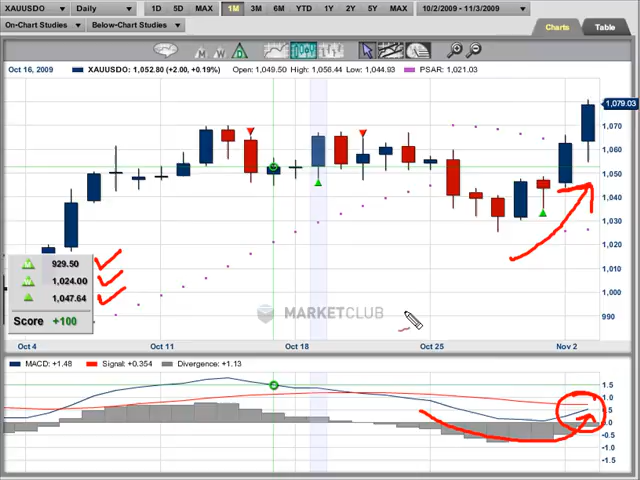 XAUUSDO Daily 1D 5D MAX 1M 3M 6M YTD 1Y MAX 10/2/2009 - 11/3/2009
On-Chart Studies Below-Chart Studies Charts Table
M W D
Oct 16, 2009 XAUUSDO: 1,052.80 (+2.00, +0.19%) Open: 1,049.50 High: 1,056.44 Low: 1,044.93 PSAR: 1,021.03
1,079.03
1,070
1,060
1,050
1,040
1,030
1,020
1,010
1,000
990
M 929.50
W 1,024.00
1,047.64
Score +100
MARKETCLUB
Oct 4 Oct 11 Oct 18 Oct 25 Nov 2
MACD: +1.48 Signal: +0.354 Divergence: +1.13
1.5
1.0
0.5
0.0
-0.5
-1.0
-1.5